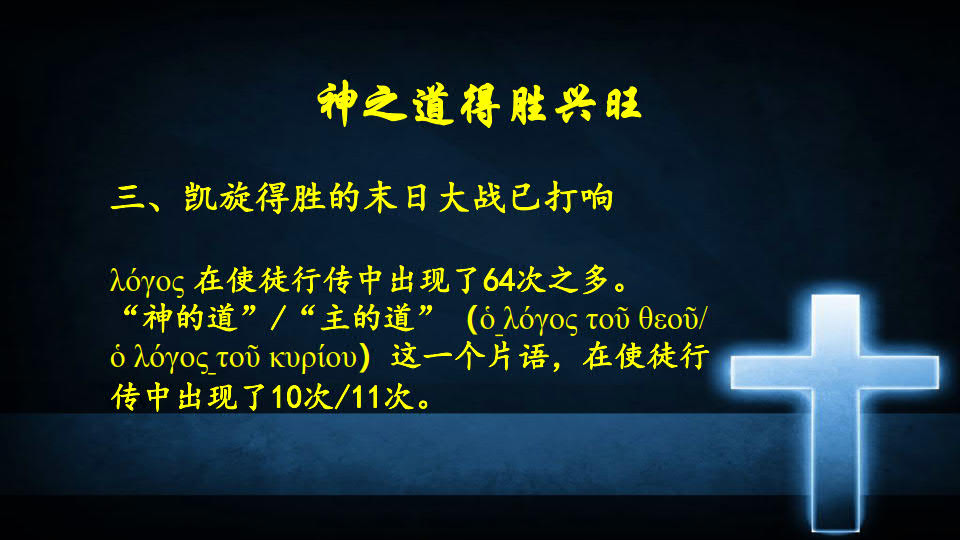 神之道得胜兴旺
三、凯旋得胜的末日大战已打响
λόγος 在使徒行传中出现了64次之多。
“神的道”/“主的道”（ὁ λόγος τοῦ θεοῦ/
ὁ λόγος τοῦ κυρίου）这一个片语，在使徒行
传中出现了10次/11次。